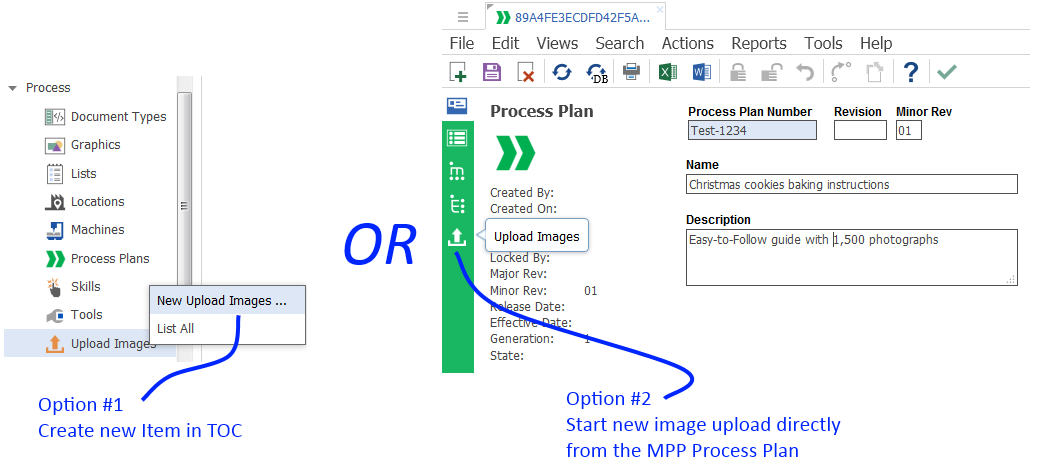 Process
Document Types
Graphics
Lists
Locations
Machines
Process Plans
Skills
Tools
Upload Images
New Upload Images ...
List All
Option #1
Create new Item in TOC
OR
89A4FE3ECDFD42F5A...
File Edit Views Search Actions Reports Tools Help
DB
Process Plan
Created By:
Created On:
Upload Images
Locked By:
Major Rev:
Minor Rev: 01
Release Date:
Effective Date:
Generation: 1
State:
Process Plan Number Revision Minor Rev
Test-1234 01
Name
Christmas cookies baking instructions
Description
Easy-to-Follow guide with 1,500 photographs
Option #2
Start new image upload directly
from the MPP Process Plan